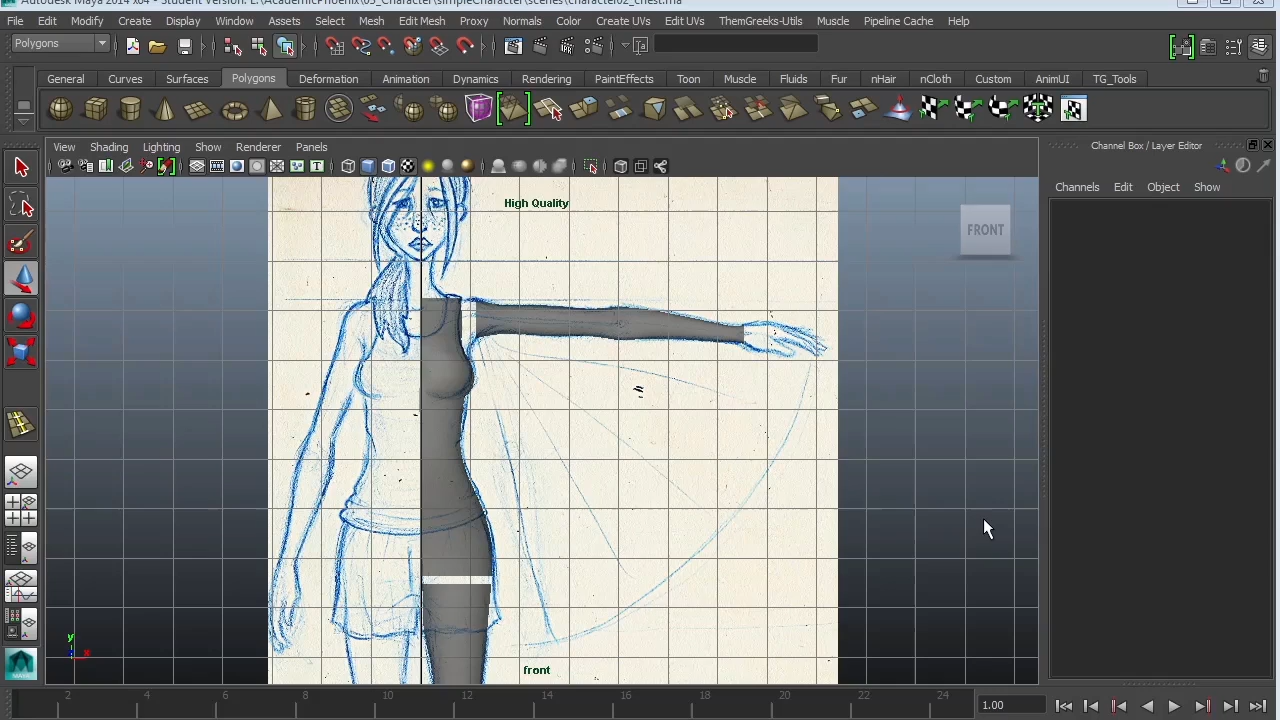 Autodesk Maya 2014 x64 - Student Version: E:\AcademicPhoenix\05_Character\simpleCharacter\scenes\character02_chest.ma
File Edit Modify Create Display Window Assets Select Mesh Edit Mesh Proxy Normals Color Create UVs Edit UVs ThemGreeks-Utils Muscle Pipeline Cache Help
Polygons
General Curves Surfaces Polygons Deformation Animation Dynamics Rendering PaintEffects Toon Muscle Fluids Fur nHair nCloth Custom AnimUI TG_Tools
View Shading Lighting Show Renderer Panels
Channel Box / Layer Editor
Channels Edit Object Show
High Quality
FRONT
y
x
front
2 4 6 8 10 12 14 16 18 20 22 24
1.00